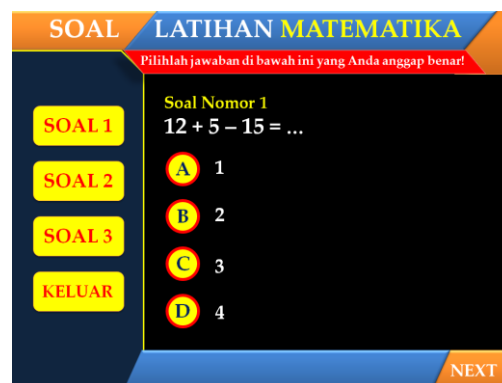 SOAL
LATIHAN MATEMATIKA
Pilihlah jawaban di bawah ini yang Anda anggap benar!
SOAL 1
SOAL 2
SOAL 3
KELUAR
Soal Nomor 1
12 + 5 – 15 = ...
A 1
B 2
C 3
D 4
NEXT